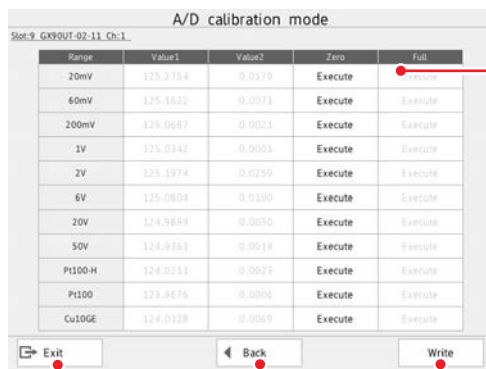 A/D calibration mode
Slot:9 GX90UT-02-11 Ch:1
Range Value1 Value2 Zero Full
20mV 125.2754 0.0179 Execute Execute
60mV 125.1622 0.0071 Execute Execute
200mV 125.0687 0.0021 Execute Execute
1V 125.0342 0.0001 Execute Execute
2V 125.1974 0.0259 Execute Execute
6V 125.0804 0.0100 Execute Execute
20V 124.9899 0.0030 Execute Execute
50V 124.9361 0.0014 Execute Execute
Pt100-H 124.0211 0.0023 Execute Execute
Pt100 123.9676 0.0006 Execute Execute
Cu10GE 124.0328 0.0069 Execute Execute
Exit Back Write